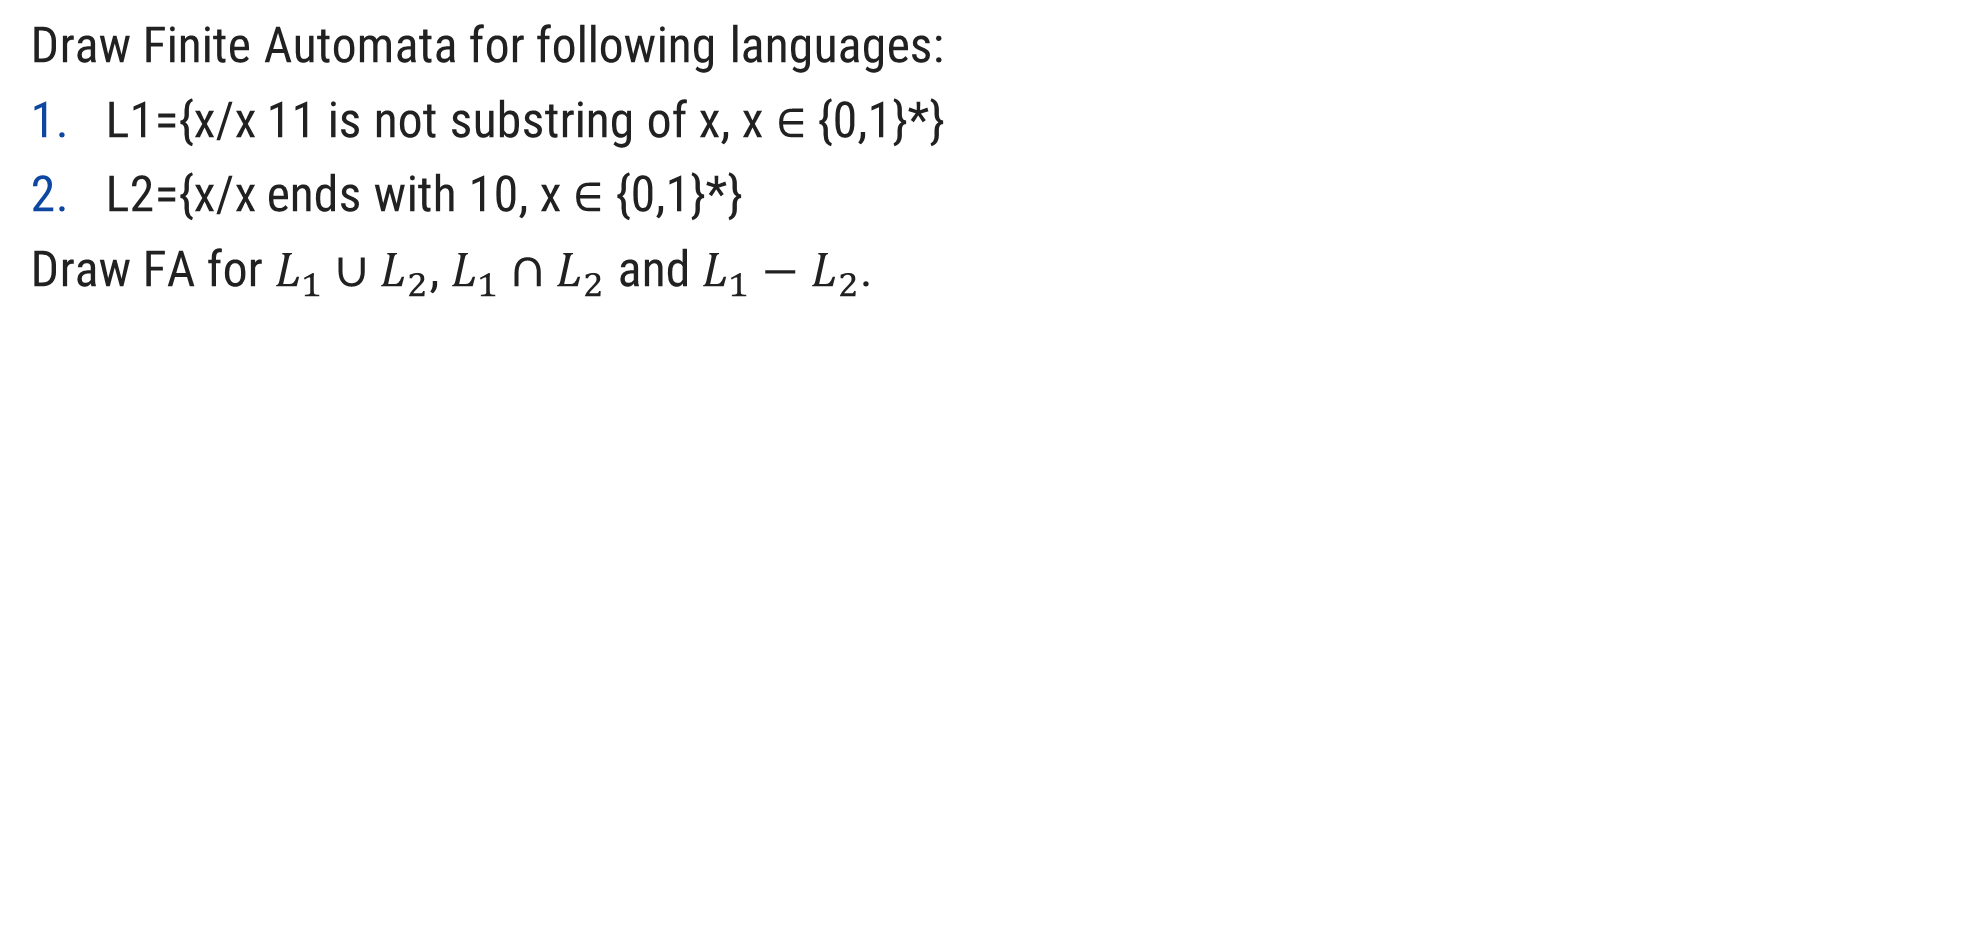 Draw Finite Automata for following languages:
1. L1={x/x 11 is not substring of x, x ∈ {0,1}*}
2. L2={x/x ends with 10, x ∈ {0,1}*}
Draw FA for 𝐿₁ ∪ 𝐿₂, 𝐿₁ ∩ 𝐿₂ and 𝐿₁ − 𝐿₂.